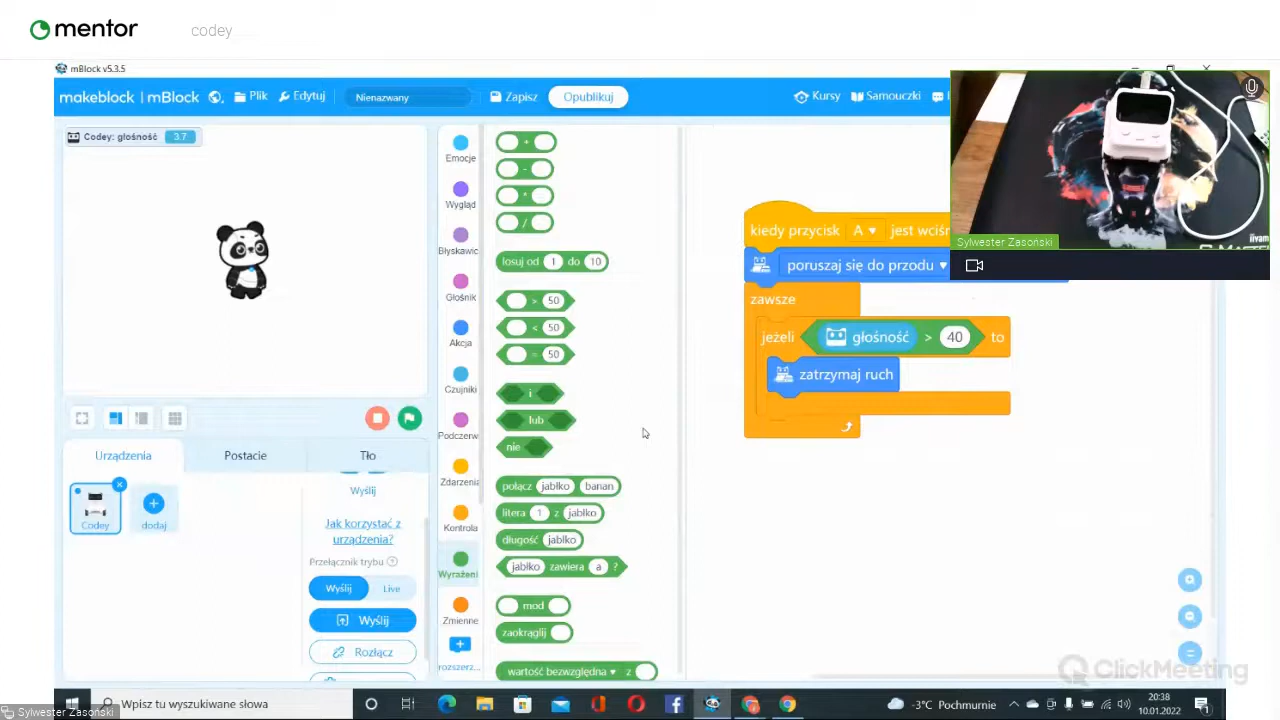 mentor
codey
mBlock v5.3.5
makeblock | mBlock
Plik
Edytuj
Nienazwany
Zapisz
Opublikuj
Kursy
Samouczki
Codey: głośność 3.7
Emocje
Wygląd
Błyskawic
Głośnik
Akcja
Czujniki
Podczerw
Zdarzenia
Kontrola
Wyrażeni
Zmienne
rozszerz.
+
-
*
/
losuj od 1 do 10
> 50
< 50
= 50
i
lub
nie
połącz jabłko banan
litera 1 z jabłko
długość jabłko
jabłko zawiera a ?
mod
zaokrąglij
wartość bezwzględna z
kiedy przycisk A jest wciśn
poruszaj się do przodu
zawsze
jeżeli głośność > 40 to
zatrzymaj ruch
Sylwester Zasoński
Urządzenia
Postacie
Tło
Codey
dodaj
Wyślij
Jak korzystać z
urządzenia?
Przełącznik trybu
Wyślij
Live
Wyślij
Rozłącz
ClickMeeting
Wpisz tu wyszukiwane słowa
-3°C Pochmurnie
20:38
10.01.2022
Sylwester Zasoński